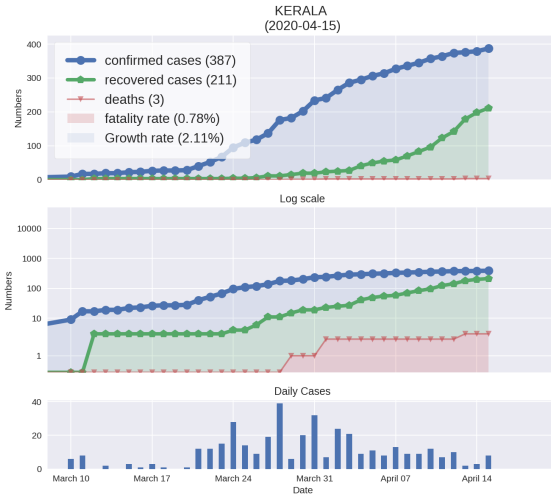 KERALA
(2020-04-15)
400
300
200
100
0
Numbers
confirmed cases (387)
recovered cases (211)
deaths (3)
fatality rate (0.78%)
Growth rate (2.11%)
Log scale
10000
1000
100
10
1
Numbers
Daily Cases
40
20
0
March 10 March 17 March 24 March 31 April 07 April 14
Date